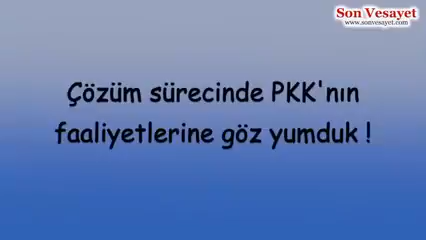 Son Vesayet
www.sonvesayet.com
Çözüm sürecinde PKK'nın
faaliyetlerine göz yumduk !